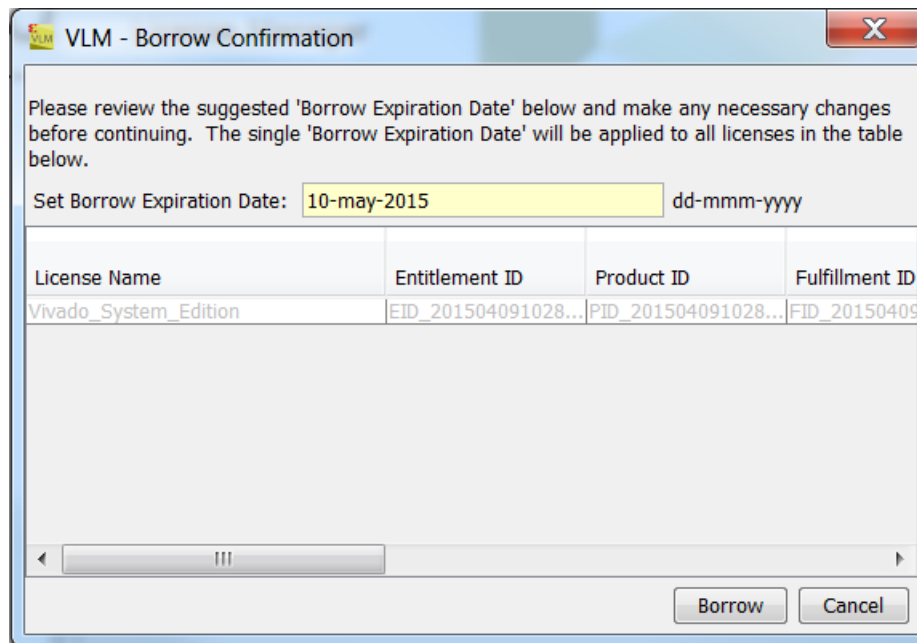 VLM - Borrow Confirmation
Please review the suggested 'Borrow Expiration Date' below and make any necessary changes
before continuing. The single 'Borrow Expiration Date' will be applied to all licenses in the table
below.
Set Borrow Expiration Date: 10-may-2015 dd-mmm-yyyy
License Name Entitlement ID Product ID Fulfillment ID
Vivado_System_Edition EID_201504091028... PID_201504091028... FID_20150409
Borrow Cancel